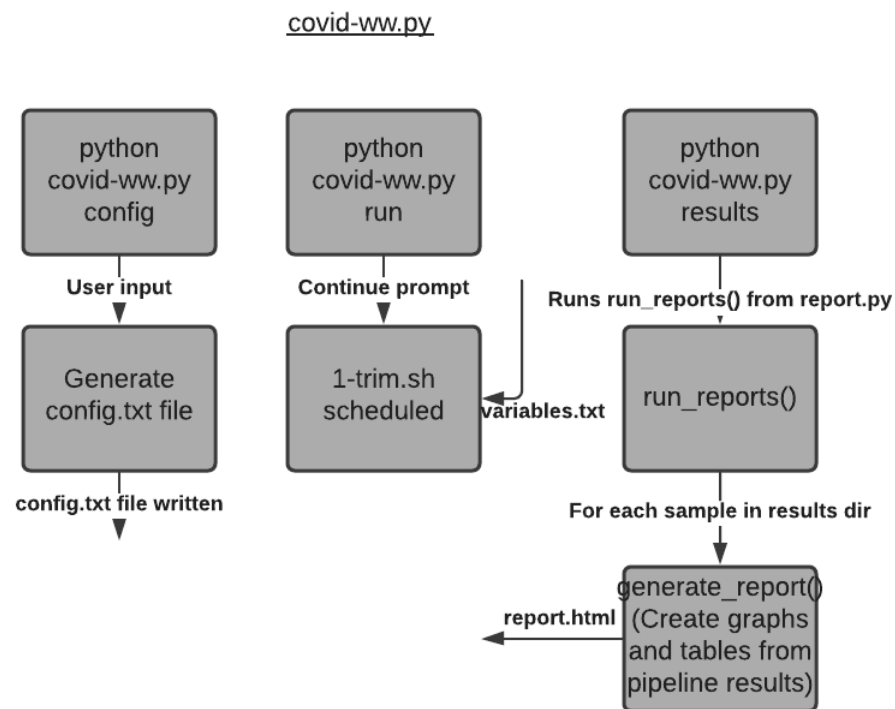 covid-ww.py
python
covid-ww.py
config
User input
Generate
config.txt file
config.txt file written
python
covid-ww.py
run
Continue prompt
1-trim.sh
scheduled
variables.txt
python
covid-ww.py
results
Runs run_reports() from report.py
run_reports()
For each sample in results dir
generate_report()
(Create graphs
and tables from
pipeline results)
report.html